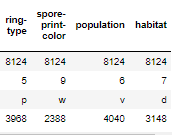 ring-type spore-print-color population habitat
8124 8124 8124 8124
5 9 6 7
p w v d
3968 2388 4040 3148